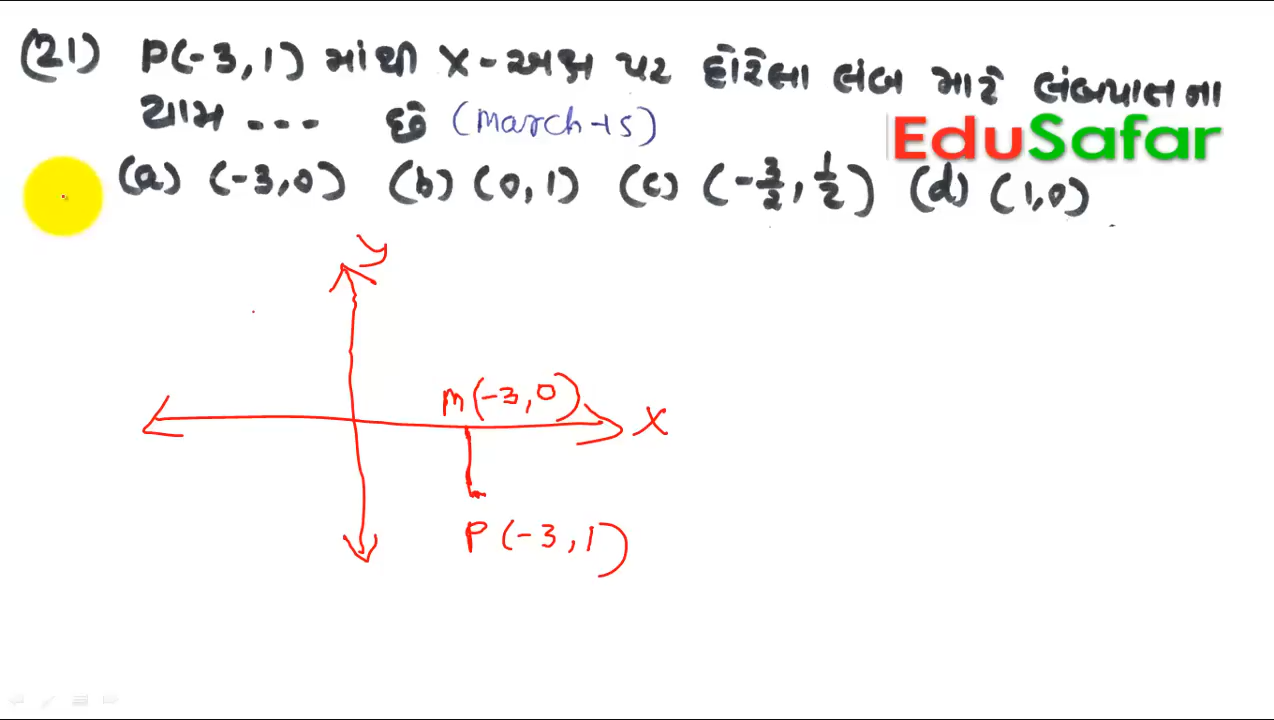 (21) P(-3,1) માંથી X-અક્ષ પર દોરેલા લંબ માટે લંબપાદના
યામ ... છે (March-15)
EduSafar
(a) (-3,0) (b) (0,1) (c) (-3/2, 1/2) (d) (1,0)
y
M(-3,0)
X
P(-3,1)